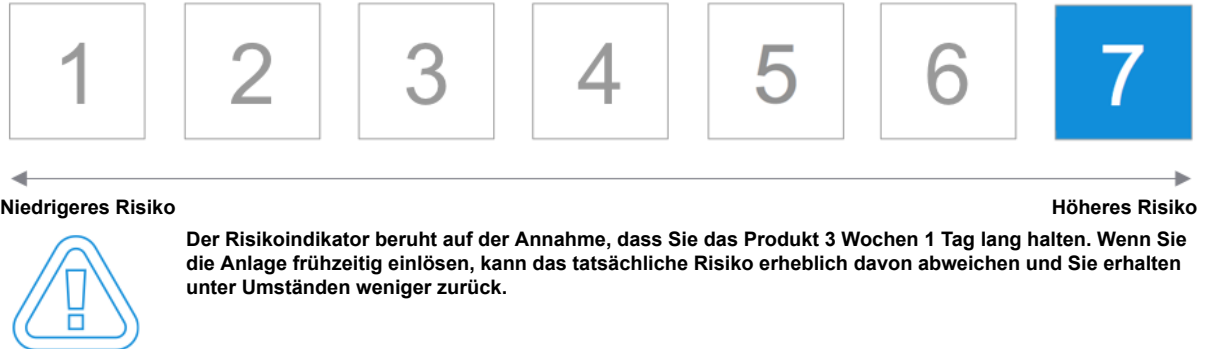 1 2 3 4 5 6 7
Niedrigeres Risiko Höheres Risiko
Der Risikoindikator beruht auf der Annahme, dass Sie das Produkt 3 Wochen 1 Tag lang halten. Wenn Sie
die Anlage frühzeitig einlösen, kann das tatsächliche Risiko erheblich davon abweichen und Sie erhalten
unter Umständen weniger zurück.